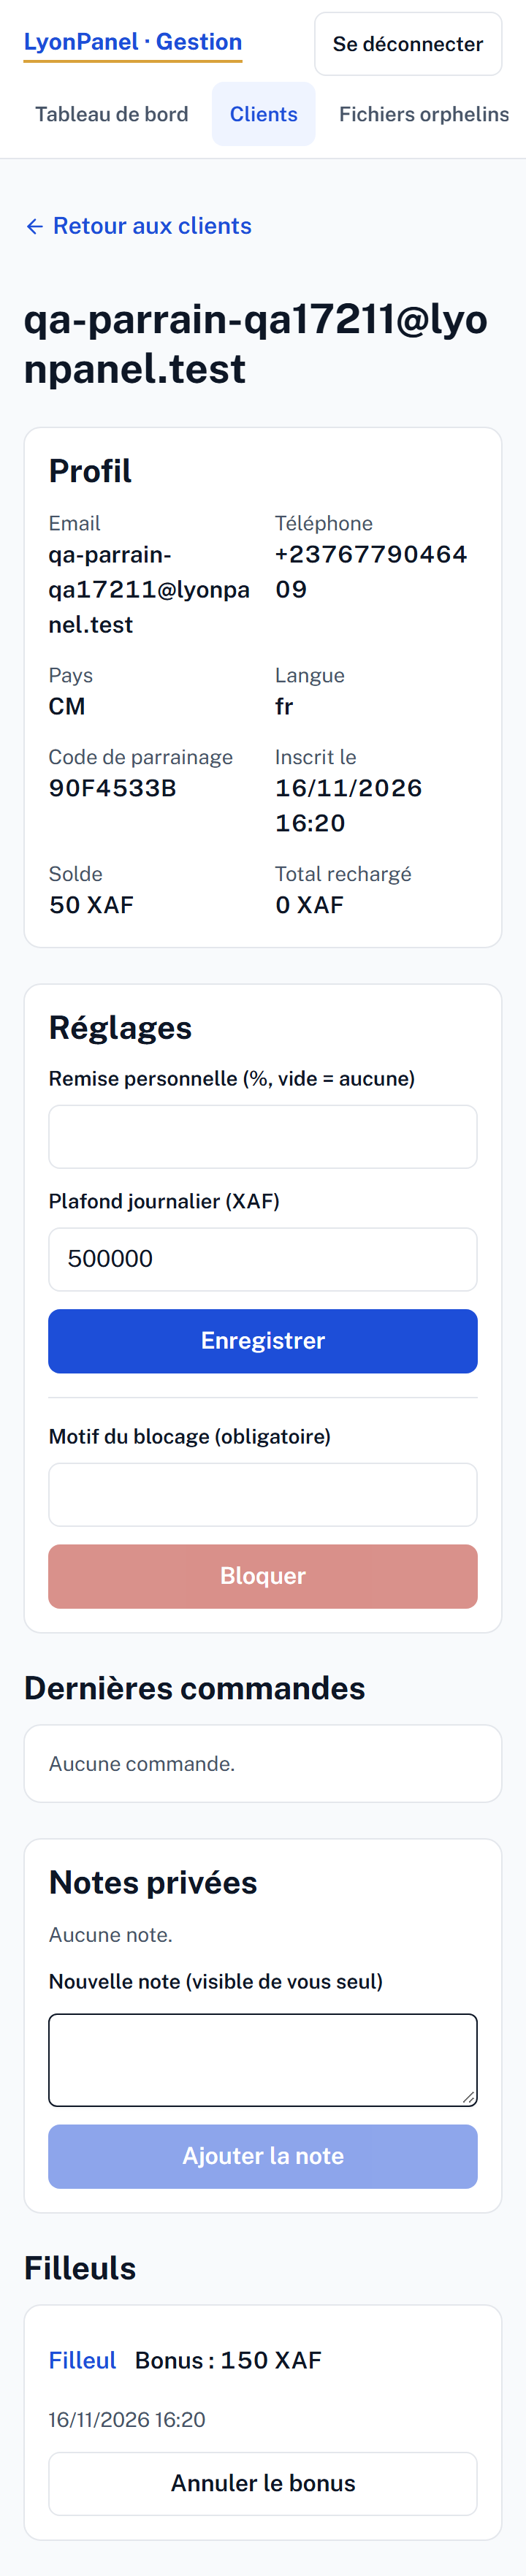 LyonPanel · Gestion
Se déconnecter
Tableau de bord
Clients
Fichiers orphelins
← Retour aux clients
qa-parrain-qa17211@lyo
npanel.test
Profil
Email
qa-parrain-
qa17211@lyonpa
nel.test
Téléphone
+23767790464
09
Pays
CM
Langue
fr
Code de parrainage
90F4533B
Inscrit le
16/11/2026
16:20
Solde
50 XAF
Total rechargé
0 XAF
Réglages
Remise personnelle (%, vide = aucune)
Plafond journalier (XAF)
500000
Enregistrer
Motif du blocage (obligatoire)
Bloquer
Dernières commandes
Aucune commande.
Notes privées
Aucune note.
Nouvelle note (visible de vous seul)
Ajouter la note
Filleuls
Filleul Bonus : 150 XAF
16/11/2026 16:20
Annuler le bonus